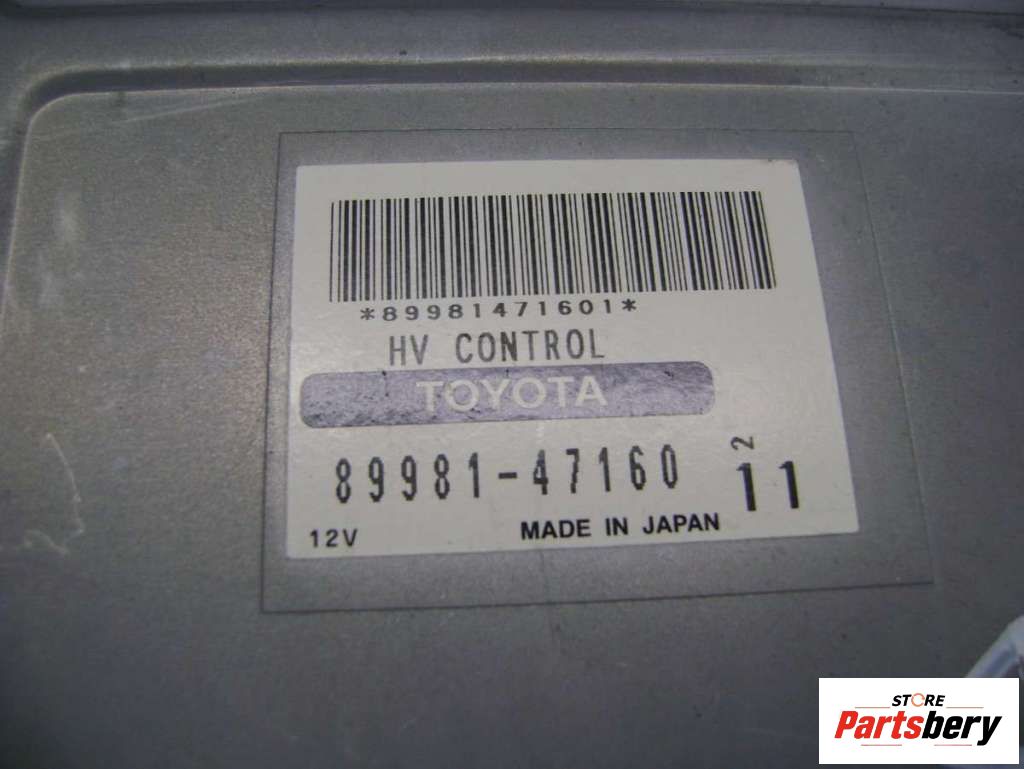 *89981471601*
HV CONTROL
TOYOTA
89981-47160
2
11
12V
MADE IN JAPAN
STORE
Partsbery